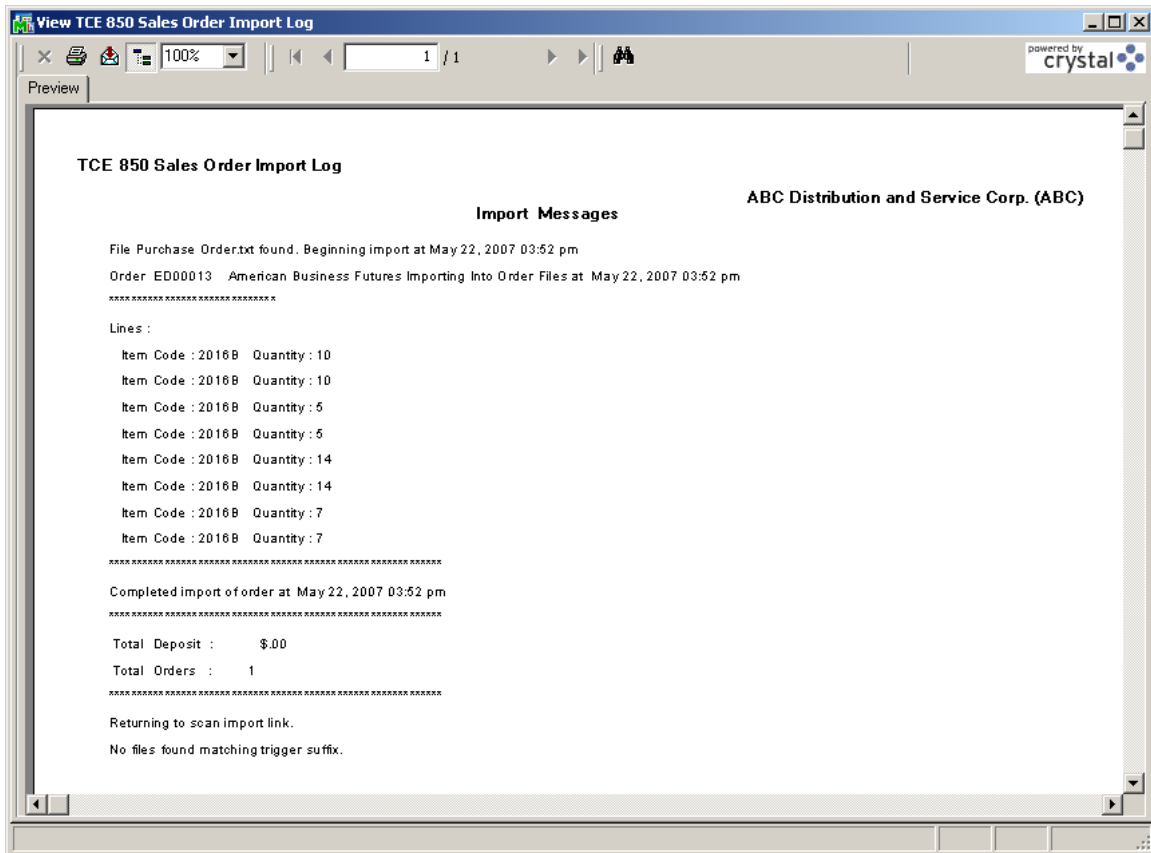 View TCE 850 Sales Order Import Log
100%
1 / 1
powered by
crystal
Preview
TCE 850 Sales Order Import Log
ABC Distribution and Service Corp. (ABC)
Import Messages
File Purchase Order.txt found. Beginning import at May 22, 2007 03:52 pm
Order ED00013 American Business Futures Importing Into Order Files at May 22, 2007 03:52 pm
******************************
Lines :
Item Code : 2016B Quantity : 10
Item Code : 2016B Quantity : 10
Item Code : 2016B Quantity : 5
Item Code : 2016B Quantity : 5
Item Code : 2016B Quantity : 14
Item Code : 2016B Quantity : 14
Item Code : 2016B Quantity : 7
Item Code : 2016B Quantity : 7
************************************************************
Completed import of order at May 22, 2007 03:52 pm
************************************************************
Total Deposit : $.00
Total Orders : 1
************************************************************
Returning to scan import link.
No files found matching trigger suffix.